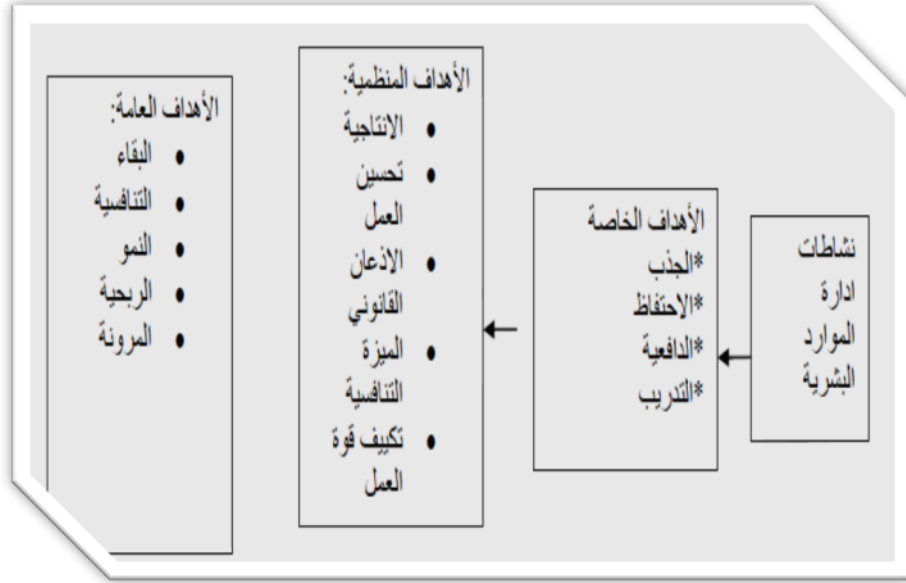 نشاطات
ادارة
الموارد
البشرية
الأهداف الخاصة
*الجذب
*الاحتفاظ
*الدافعية
*التدريب
الأهداف المنظمية:
• الانتاجية
• تحسين
العمل
• الاذعان
القانوني
• الميزة
التنافسية
• تكييف قوة
العمل
الأهداف العامة:
• البقاء
• التنافسية
• النمو
• الربحية
• المرونة